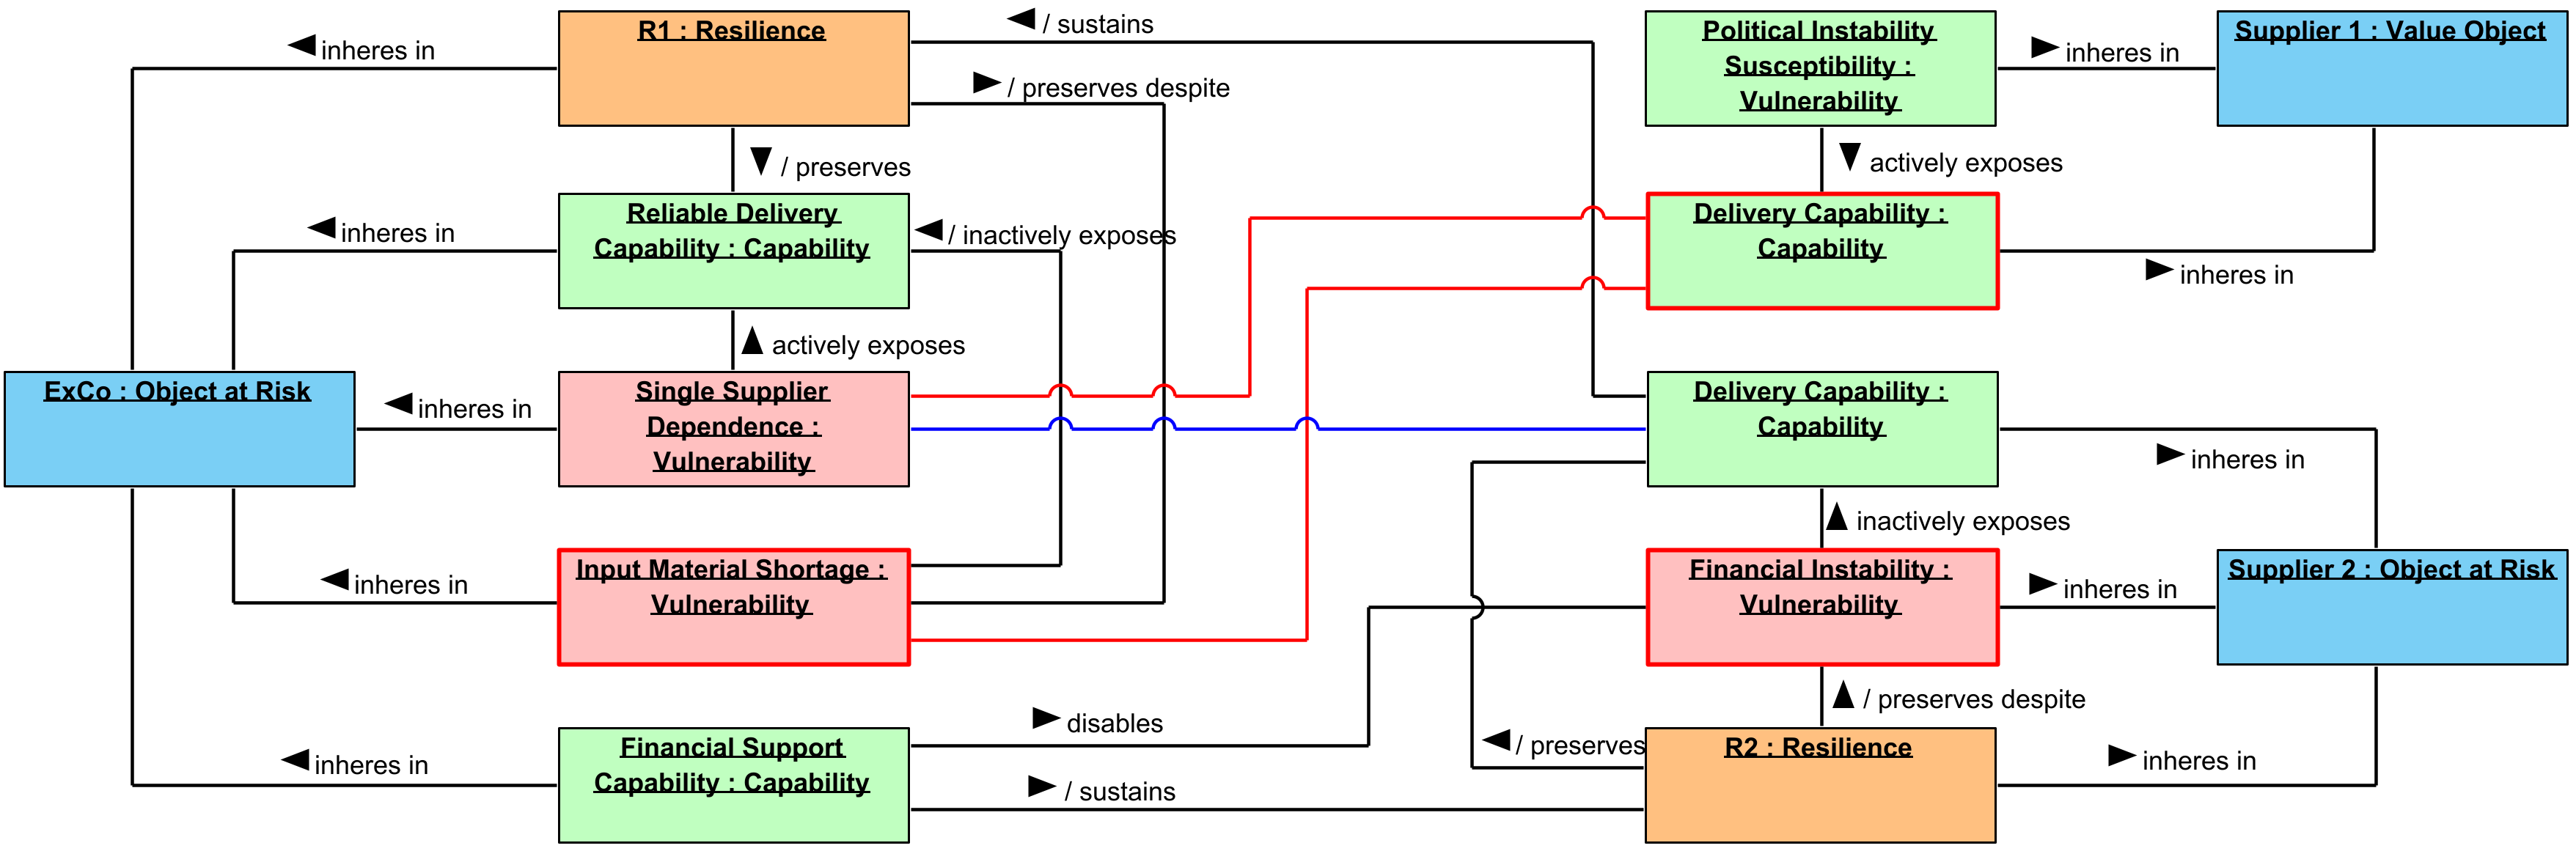 R1 : Resilience
/ sustains
Political Instability
Susceptibility :
Vulnerability
inheres in
Supplier 1 : Value Object
inheres in
/ preserves despite
/ preserves
actively exposes
Reliable Delivery
Capability : Capability
inheres in
/ inactively exposes
Delivery Capability :
Capability
inheres in
actively exposes
ExCo : Object at Risk
inheres in
Single Supplier
Dependence :
Vulnerability
Delivery Capability :
Capability
inheres in
inactively exposes
inheres in
Input Material Shortage :
Vulnerability
Financial Instability :
Vulnerability
inheres in
Supplier 2 : Object at Risk
/ preserves despite
disables
inheres in
Financial Support
Capability : Capability
/ preserves
R2 : Resilience
inheres in
/ sustains